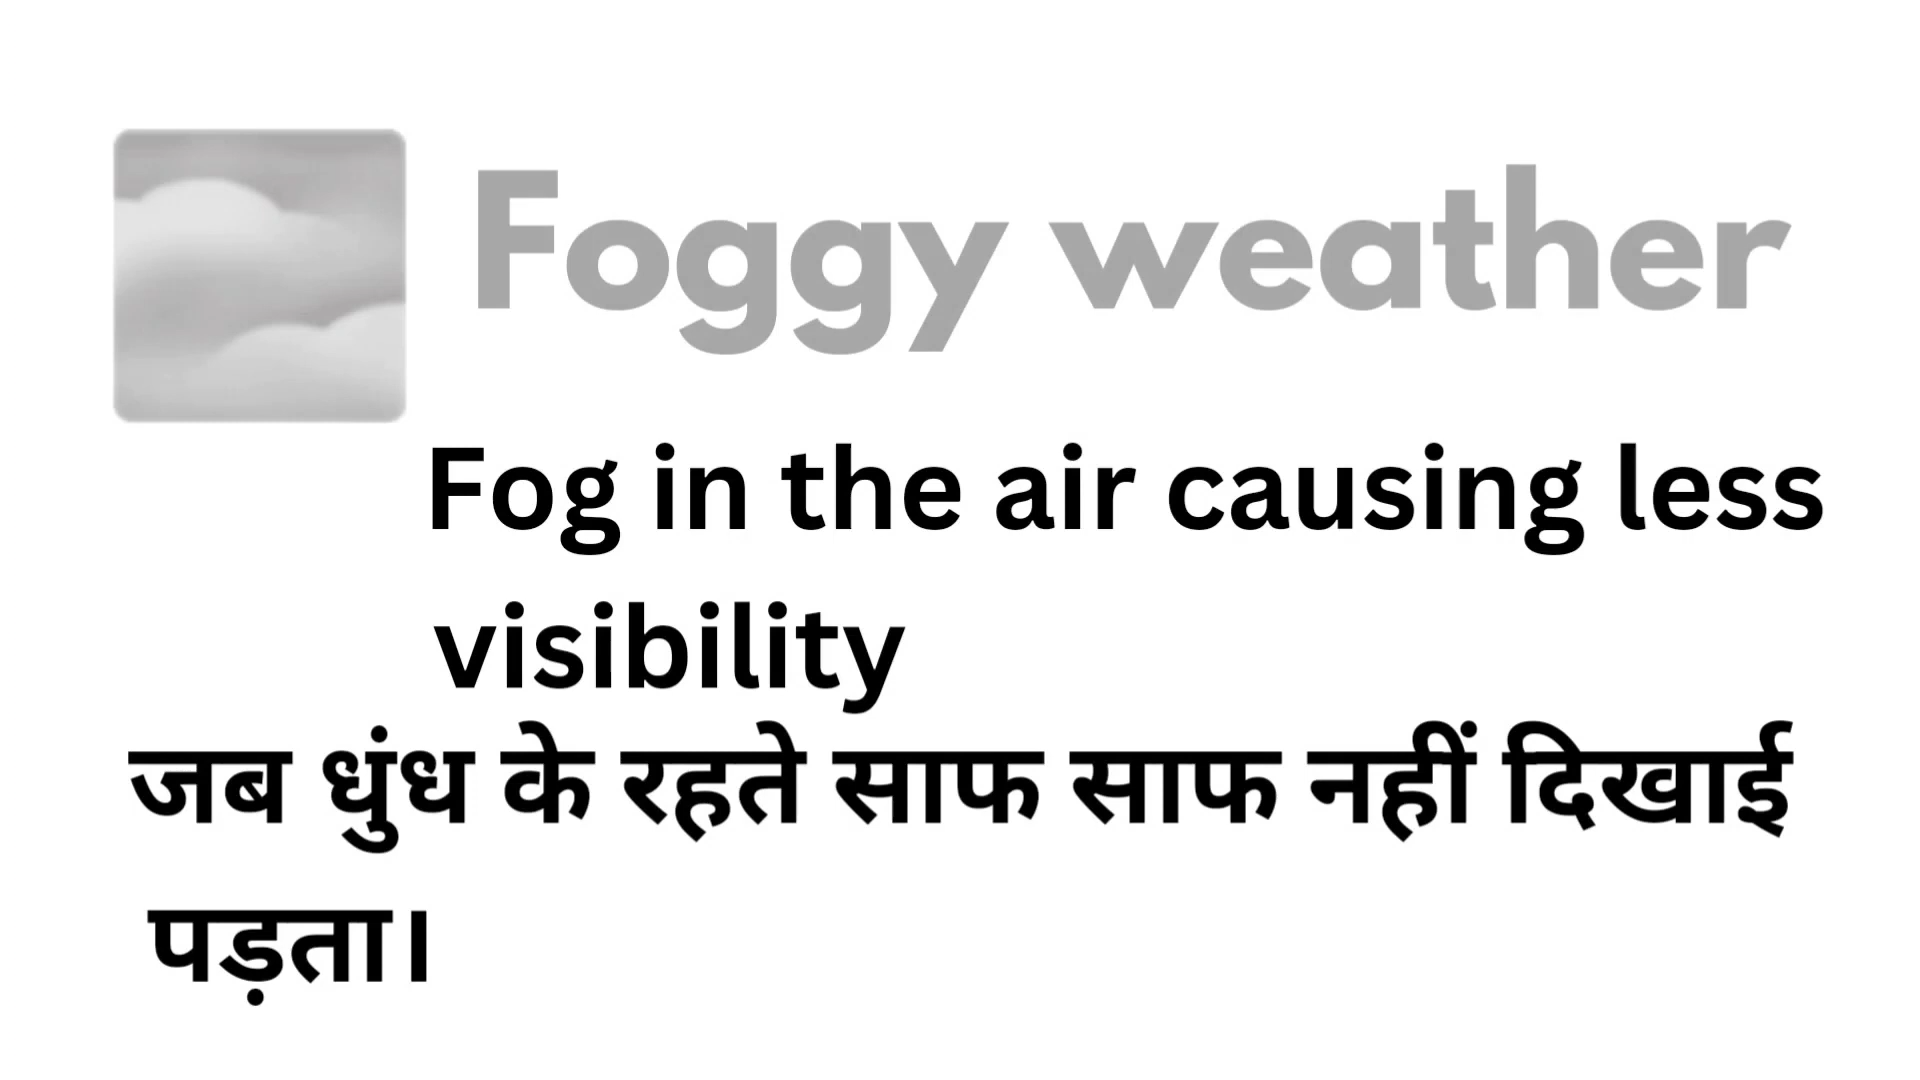 Foggy weather
Fog in the air causing less
visibility
जब धुंध के रहते साफ साफ नहीं दिखाई
पड़ता।